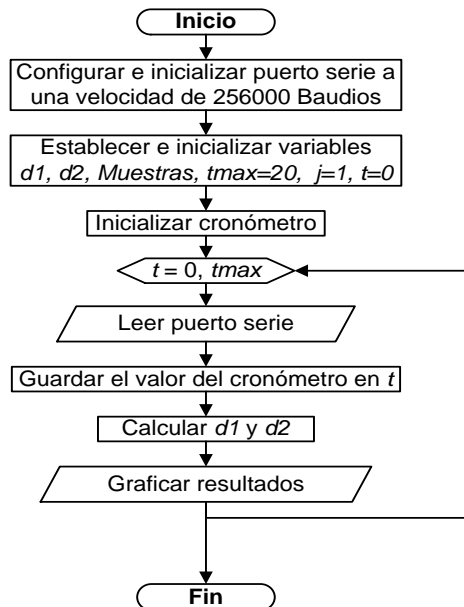 Inicio
Configurar e inicializar puerto serie a
una velocidad de 256000 Baudios
Establecer e inicializar variables
d1, d2, Muestras, tmax=20, j=1, t=0
Inicializar cronómetro
t = 0, tmax
Leer puerto serie
Guardar el valor del cronómetro en t
Calcular d1 y d2
Graficar resultados
Fin